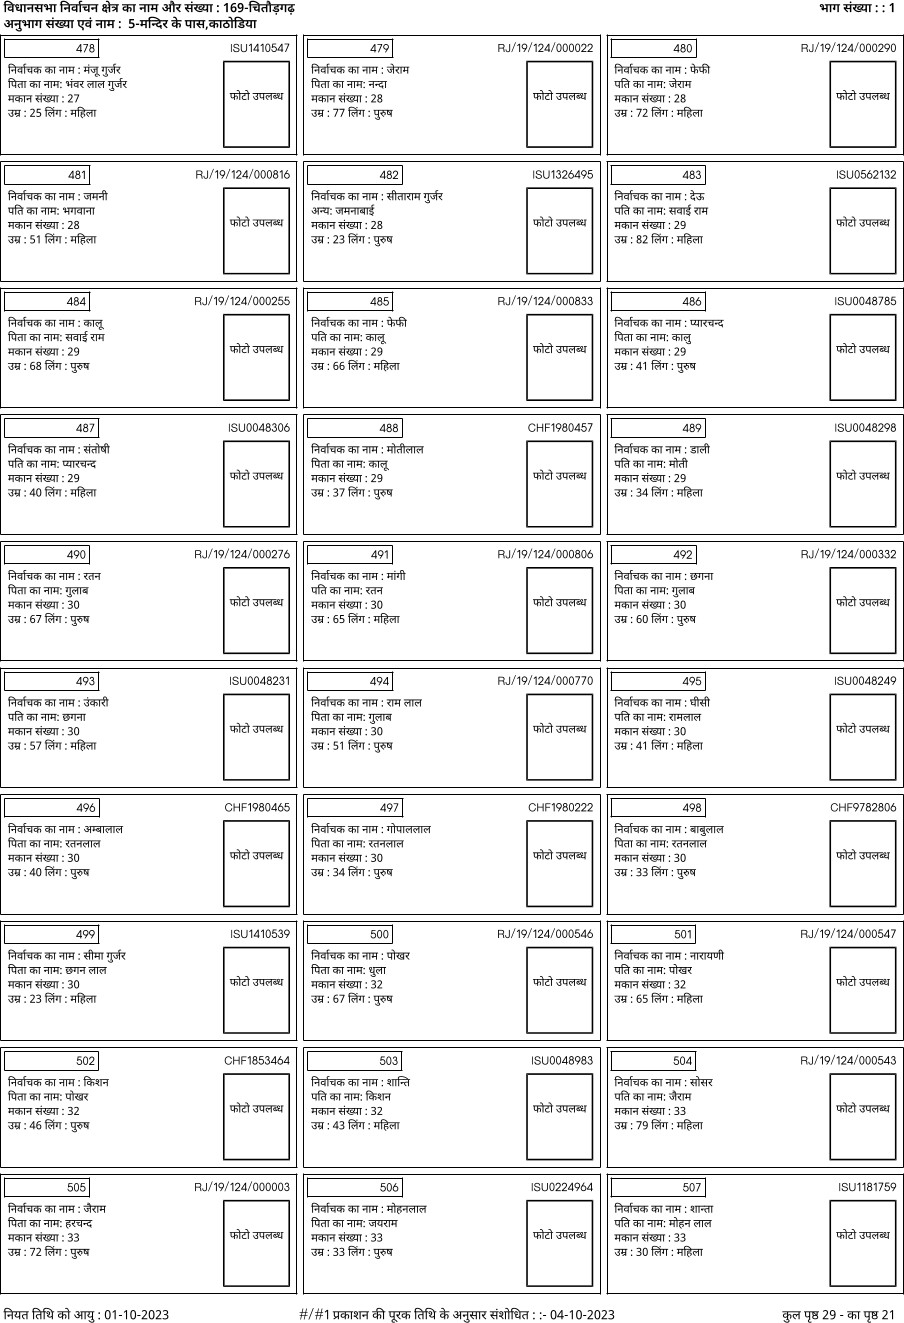 विधानसभा निर्वाचन क्षेत्र का नाम और संख्या : 169-चितौड़गढ़ भाग संख्या : : 1
अनुभाग संख्या एवं नाम : 5-मन्दिर के पास,काठोडिया
478 ISU1410547 479 RJ/19/124/000022 480 RJ/19/124/000290
निर्वाचक का नाम : मंजू गुर्जर निर्वाचक का नाम : जेराम निर्वाचक का नाम : फेफी
पिता का नाम: भंवर लाल गुर्जर पिता का नाम: नन्दा पति का नाम: जेराम
मकान संख्या : 27 फोटो उपलब्ध मकान संख्या : 28 फोटो उपलब्ध मकान संख्या : 28 फोटो उपलब्ध
उम्र : 25 लिंग : महिला उम्र : 77 लिंग : पुरुष उम्र : 72 लिंग : महिला
481 RJ/19/124/000816 482 ISU1326495 483 ISU0562132
निर्वाचक का नाम : जमनी निर्वाचक का नाम : सीताराम गुर्जर निर्वाचक का नाम : देऊ
पति का नाम: भगवाना अन्य: जमनाबाई पति का नाम: सवाई राम
मकान संख्या : 28 फोटो उपलब्ध मकान संख्या : 28 फोटो उपलब्ध मकान संख्या : 29 फोटो उपलब्ध
उम्र : 51 लिंग : महिला उम्र : 23 लिंग : पुरुष उम्र : 82 लिंग : महिला
484 RJ/19/124/000255 485 RJ/19/124/000833 486 ISU0048785
निर्वाचक का नाम : कालू निर्वाचक का नाम : फेफी निर्वाचक का नाम : प्यारचन्द
पिता का नाम: सवाई राम पति का नाम: कालू पिता का नाम: कालु
मकान संख्या : 29 फोटो उपलब्ध मकान संख्या : 29 फोटो उपलब्ध मकान संख्या : 29 फोटो उपलब्ध
उम्र : 68 लिंग : पुरुष उम्र : 66 लिंग : महिला उम्र : 41 लिंग : पुरुष
487 ISU0048306 488 CHF1980457 489 ISU0048298
निर्वाचक का नाम : संतोषी निर्वाचक का नाम : मोतीलाल निर्वाचक का नाम : डाली
पति का नाम: प्यारचन्द पिता का नाम: कालू पति का नाम: मोती
मकान संख्या : 29 फोटो उपलब्ध मकान संख्या : 29 फोटो उपलब्ध मकान संख्या : 29 फोटो उपलब्ध
उम्र : 40 लिंग : महिला उम्र : 37 लिंग : पुरुष उम्र : 34 लिंग : महिला
490 RJ/19/124/000276 491 RJ/19/124/000806 492 RJ/19/124/000332
निर्वाचक का नाम : रतन निर्वाचक का नाम : मांगी निर्वाचक का नाम : छगना
पिता का नाम: गुलाब पति का नाम: रतन पिता का नाम: गुलाब
मकान संख्या : 30 फोटो उपलब्ध मकान संख्या : 30 फोटो उपलब्ध मकान संख्या : 30 फोटो उपलब्ध
उम्र : 67 लिंग : पुरुष उम्र : 65 लिंग : महिला उम्र : 60 लिंग : पुरुष
493 ISU0048231 494 RJ/19/124/000770 495 ISU0048249
निर्वाचक का नाम : उंकारी निर्वाचक का नाम : राम लाल निर्वाचक का नाम : घीसी
पति का नाम: छगना पिता का नाम: गुलाब पति का नाम: रामलाल
मकान संख्या : 30 फोटो उपलब्ध मकान संख्या : 30 फोटो उपलब्ध मकान संख्या : 30 फोटो उपलब्ध
उम्र : 57 लिंग : महिला उम्र : 51 लिंग : पुरुष उम्र : 41 लिंग : महिला
496 CHF1980465 497 CHF1980222 498 CHF9782806
निर्वाचक का नाम : अम्बालाल निर्वाचक का नाम : गोपाललाल निर्वाचक का नाम : बाबुलाल
पिता का नाम: रतनलाल पिता का नाम: रतनलाल पिता का नाम: रतनलाल
मकान संख्या : 30 फोटो उपलब्ध मकान संख्या : 30 फोटो उपलब्ध मकान संख्या : 30 फोटो उपलब्ध
उम्र : 40 लिंग : पुरुष उम्र : 34 लिंग : पुरुष उम्र : 33 लिंग : पुरुष
499 ISU1410539 500 RJ/19/124/000546 501 RJ/19/124/000547
निर्वाचक का नाम : सीमा गुर्जर निर्वाचक का नाम : पोखर निर्वाचक का नाम : नारायणी
पिता का नाम: छगन लाल पिता का नाम: धुला पति का नाम: पोखर
मकान संख्या : 30 फोटो उपलब्ध मकान संख्या : 32 फोटो उपलब्ध मकान संख्या : 32 फोटो उपलब्ध
उम्र : 23 लिंग : महिला उम्र : 67 लिंग : पुरुष उम्र : 65 लिंग : महिला
502 CHF1853464 503 ISU0048983 504 RJ/19/124/000543
निर्वाचक का नाम : किशन निर्वाचक का नाम : शान्ति निर्वाचक का नाम : सोसर
पिता का नाम: पोखर पति का नाम: किशन पति का नाम: जैराम
मकान संख्या : 32 फोटो उपलब्ध मकान संख्या : 32 फोटो उपलब्ध मकान संख्या : 33 फोटो उपलब्ध
उम्र : 46 लिंग : पुरुष उम्र : 43 लिंग : महिला उम्र : 79 लिंग : महिला
505 RJ/19/124/000003 506 ISU0224964 507 ISU1181759
निर्वाचक का नाम : जैराम निर्वाचक का नाम : मोहनलाल निर्वाचक का नाम : शान्ता
पिता का नाम: हरचन्द पिता का नाम: जयराम पति का नाम: मोहन लाल
मकान संख्या : 33 फोटो उपलब्ध मकान संख्या : 33 फोटो उपलब्ध मकान संख्या : 33 फोटो उपलब्ध
उम्र : 72 लिंग : पुरुष उम्र : 33 लिंग : पुरुष उम्र : 30 लिंग : महिला
नियत तिथि को आयु : 01-10-2023 #/#1 प्रकाशन की पूरक तिथि के अनुसार संशोधित : :- 04-10-2023 कुल पृष्ठ 29 - का पृष्ठ 21